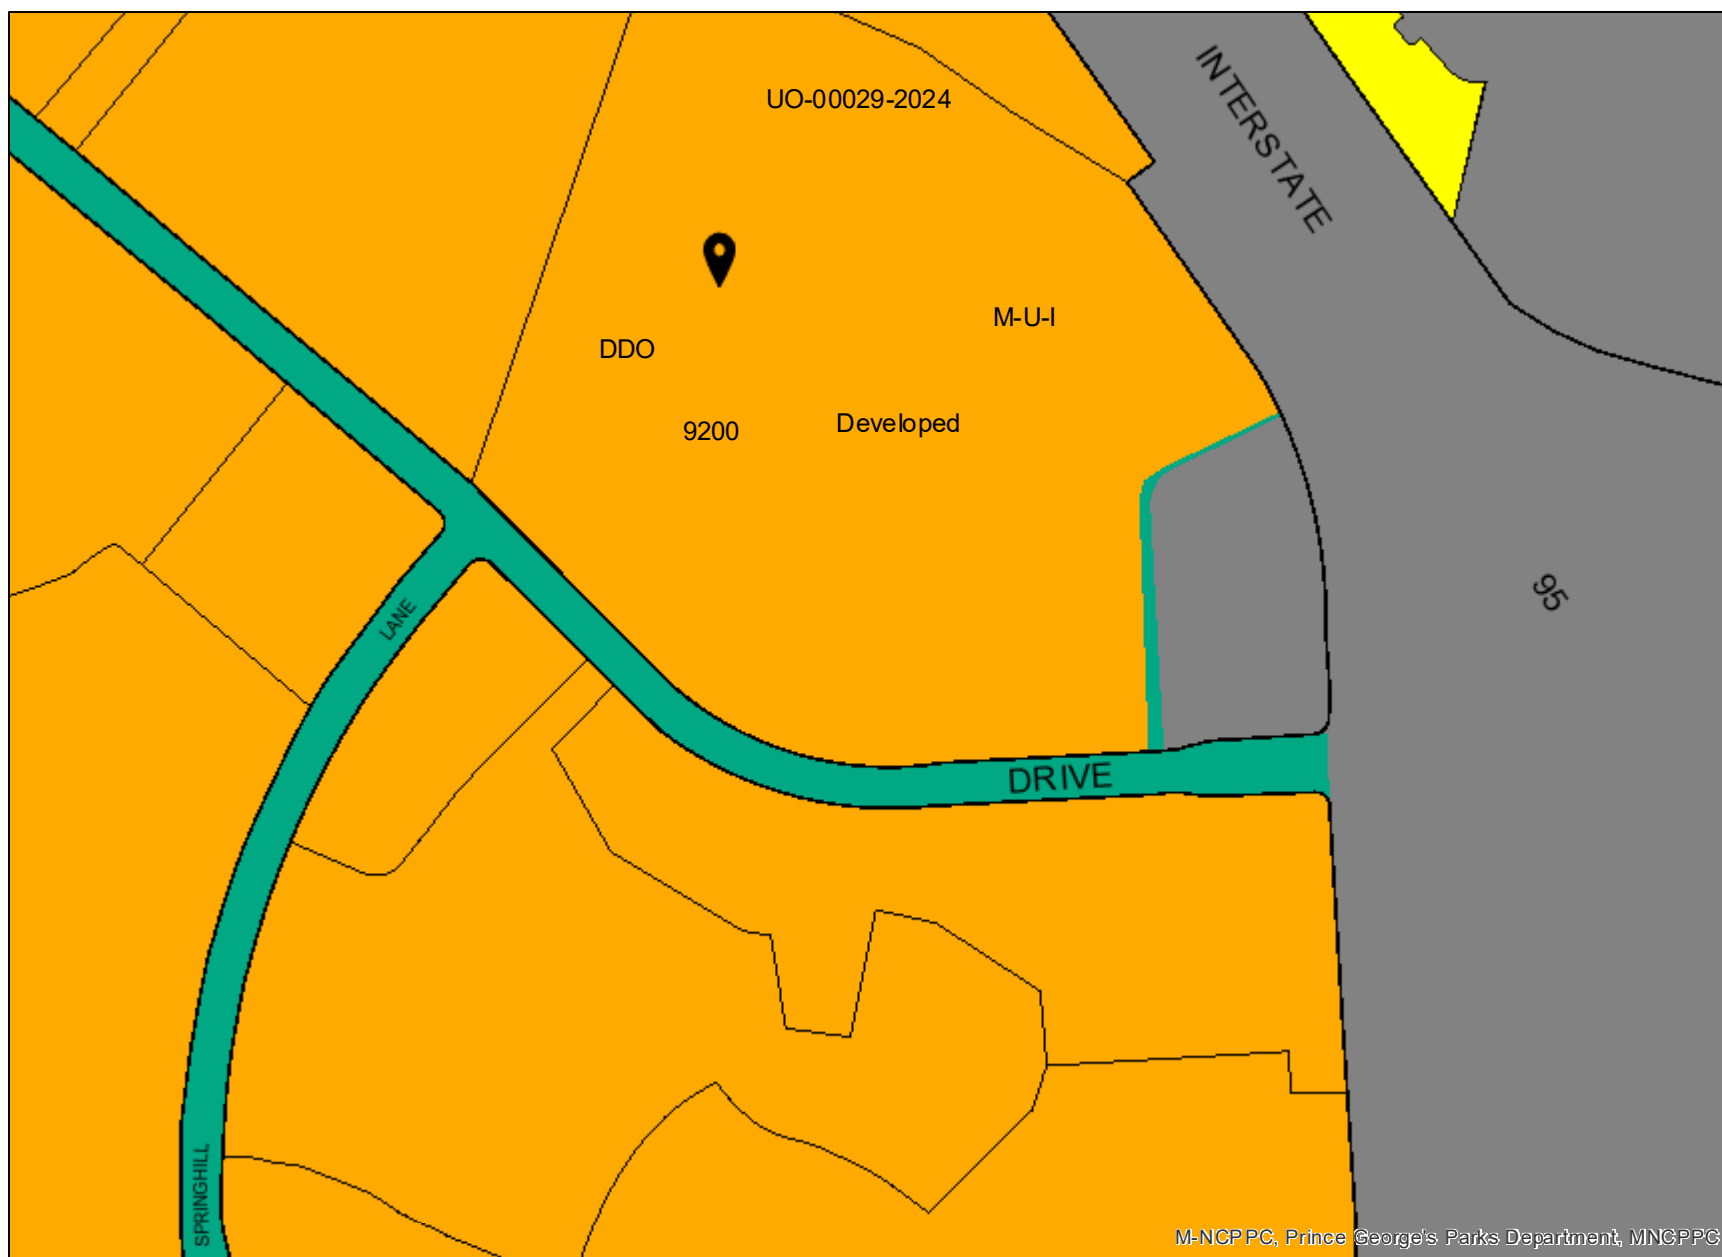 INTERSTATE
UO-00029-2024
M-U-I
DDO
Developed
9200
95
LANE
DRIVE
SPRINGHILL
M-NCPPC, Prince George's Parks Department, MNCPPC